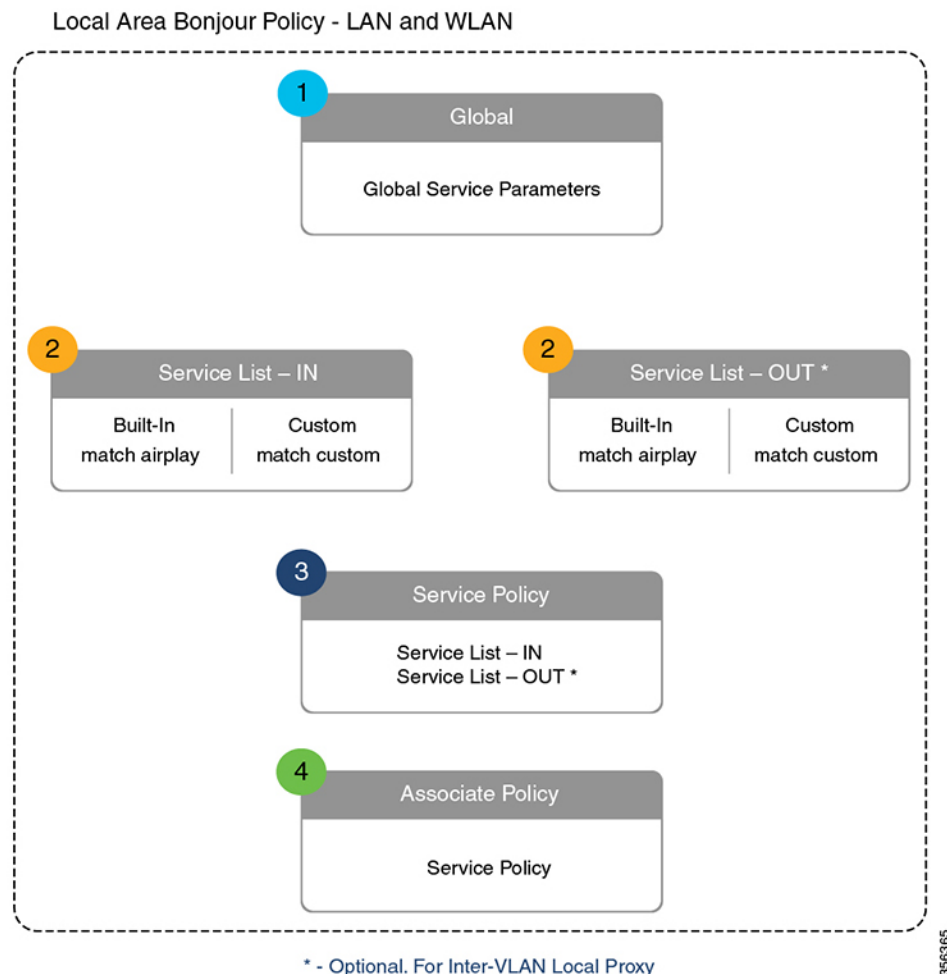 Local Area Bonjour Policy - LAN and WLAN
1
Global
Global Service Parameters
2
Service List – IN
Built-In
match airplay
Custom
match custom
2
Service List – OUT *
Built-In
match airplay
Custom
match custom
3
Service Policy
Service List – IN
Service List – OUT *
4
Associate Policy
Service Policy
* - Optional. For Inter-VLAN Local Proxy
356365